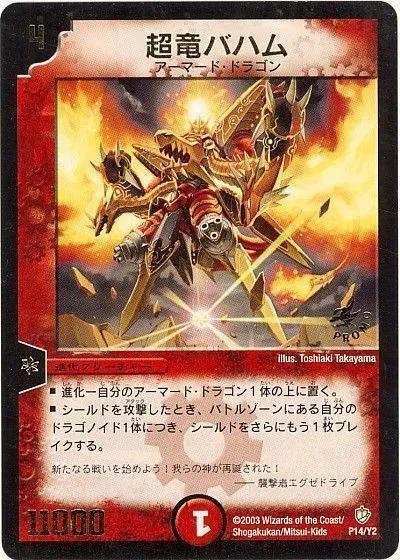 4
超竜バハム
アーマード・ドラゴン
PROMO
illus. Toshiaki Takayama
進化クリーチャー
■ 進化ー自分のアーマード・ドラゴン1体の上に置く。
■ シールドを攻撃したとき、バトルゾーンにある自分の
ドラゴノイド1体につき、シールドをさらにもう1枚ブレ
イクする。
新たなる戦いを始めよう!我らの神が再誕された!
── 襲撃者エグゼドライブ
11000
1
©2003 Wizards of the Coast/
Shogakukan/Mitsui-Kids
P14/Y2